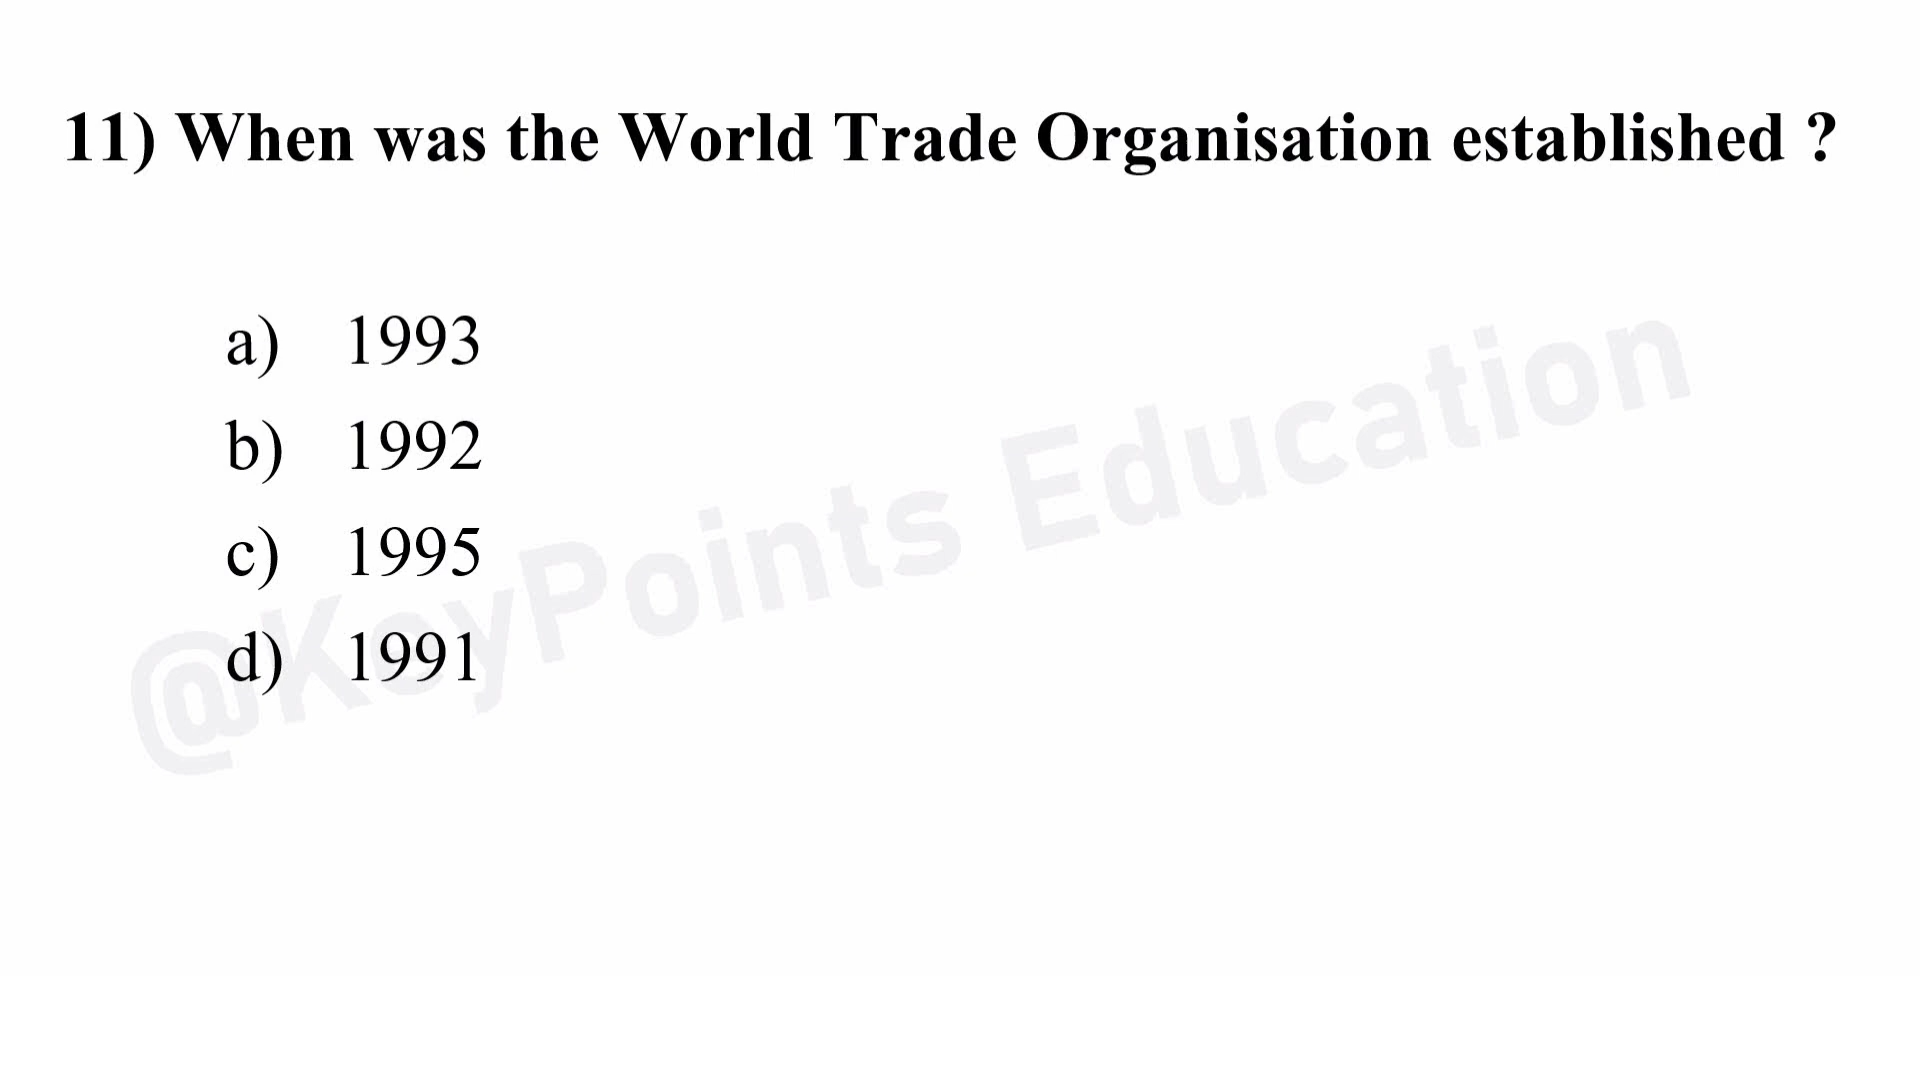 11) When was the World Trade Organisation established ?
a) 1993
b) 1992
c) 1995
d) 1991
@KeyPoints Education